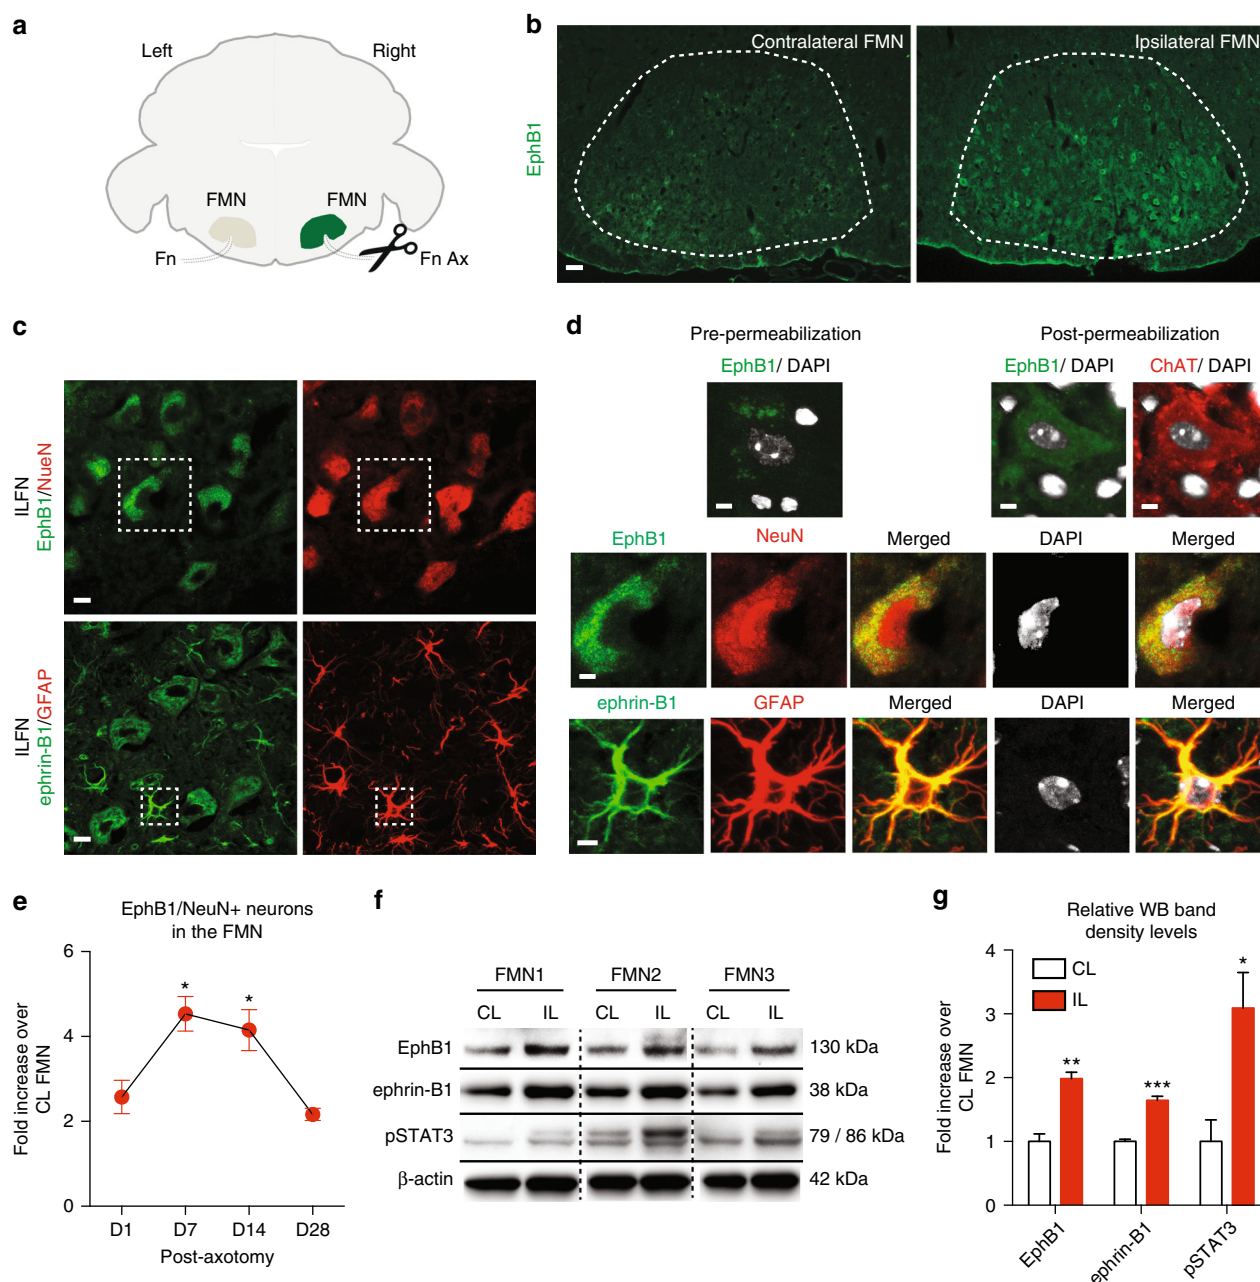 a
Left
Right
FMN
FMN
Fn
Fn Ax
b
EphB1
Contralateral FMN
Ipsilateral FMN
c
ILFN
EphB1/NueN
ILFN
ephrin-B1/GFAP
d
Pre-permeabilization
Post-permeabilization
EphB1/ DAPI
EphB1/ DAPI
ChAT/ DAPI
EphB1
NeuN
Merged
DAPI
Merged
ephrin-B1
GFAP
Merged
DAPI
Merged
e
EphB1/NeuN+ neurons
in the FMN
Fold increase over
CL FMN
6
4
2
0
*
*
D1
D7
D14
D28
Post-axotomy
f
FMN1
FMN2
FMN3
CL
IL
CL
IL
CL
IL
EphB1
130 kDa
ephrin-B1
38 kDa
pSTAT3
79 / 86 kDa
β-actin
42 kDa
g
Relative WB band
density levels
Fold increase over
CL FMN
4
3
2
1
0
CL
IL
**
***
*
EphB1
ephrin-B1
pSTAT3